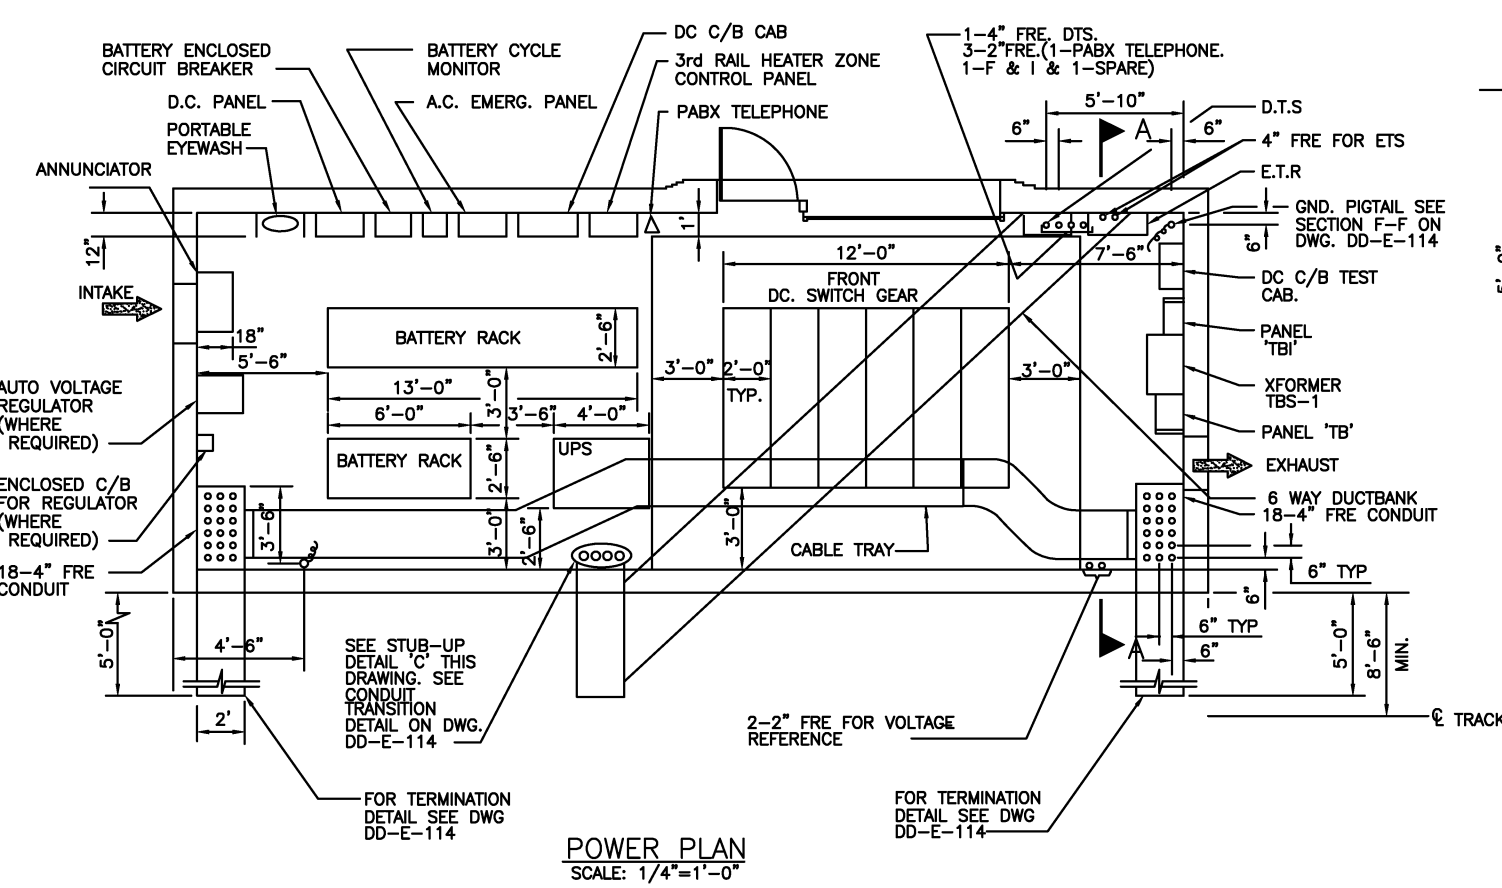 BATTERY ENCLOSED
CIRCUIT BREAKER
BATTERY CYCLE
MONITOR
DC C/B CAB
3rd RAIL HEATER ZONE
CONTROL PANEL
1-4" FRE. DTS.
3-2"FRE.(1-PABX TELEPHONE.
1-F & I & 1-SPARE)
D.C. PANEL
A.C. EMERG. PANEL
PABX TELEPHONE
5'-10"
D.T.S
PORTABLE
EYEWASH
6"
A
6"
4" FRE FOR ETS
ANNUNCIATOR
E.T.R
12"
1'
GND. PIGTAIL SEE
SECTION F-F ON
DWG. DD-E-114
6"
12'-0"
7'-6"
INTAKE
FRONT
DC. SWITCH GEAR
DC C/B TEST
CAB.
18"
BATTERY RACK
2'-6"
PANEL
'TBI'
5'-6"
3'-0"
2'-0"
TYP.
3'-0"
AUTO VOLTAGE
REGULATOR
(WHERE
REQUIRED)
13'-0"
3'-0"
XFORMER
TBS-1
6'-0"
3'-6"
4'-0"
PANEL 'TB'
BATTERY RACK
2'-6"
UPS
EXHAUST
ENCLOSED C/B
FOR REGULATOR
(WHERE
REQUIRED)
6 WAY DUCTBANK
18-4" FRE CONDUIT
3'-6"
3'-0"
2'-6"
3'-0"
CABLE TRAY
18-4" FRE
CONDUIT
6" TYP
6"
5'-0"
4'-6"
SEE STUB-UP
DETAIL 'C' THIS
DRAWING. SEE
CONDUIT
TRANSITION
DETAIL ON DWG.
DD-E-114
A
6" TYP
6"
5'-0"
8'-6"
MIN.
2'
2-2" FRE FOR VOLTAGE
REFERENCE
℄ TRACK
FOR TERMINATION
DETAIL SEE DWG
DD-E-114
FOR TERMINATION
DETAIL SEE DWG
DD-E-114
POWER PLAN
SCALE: 1/4"=1'-0"